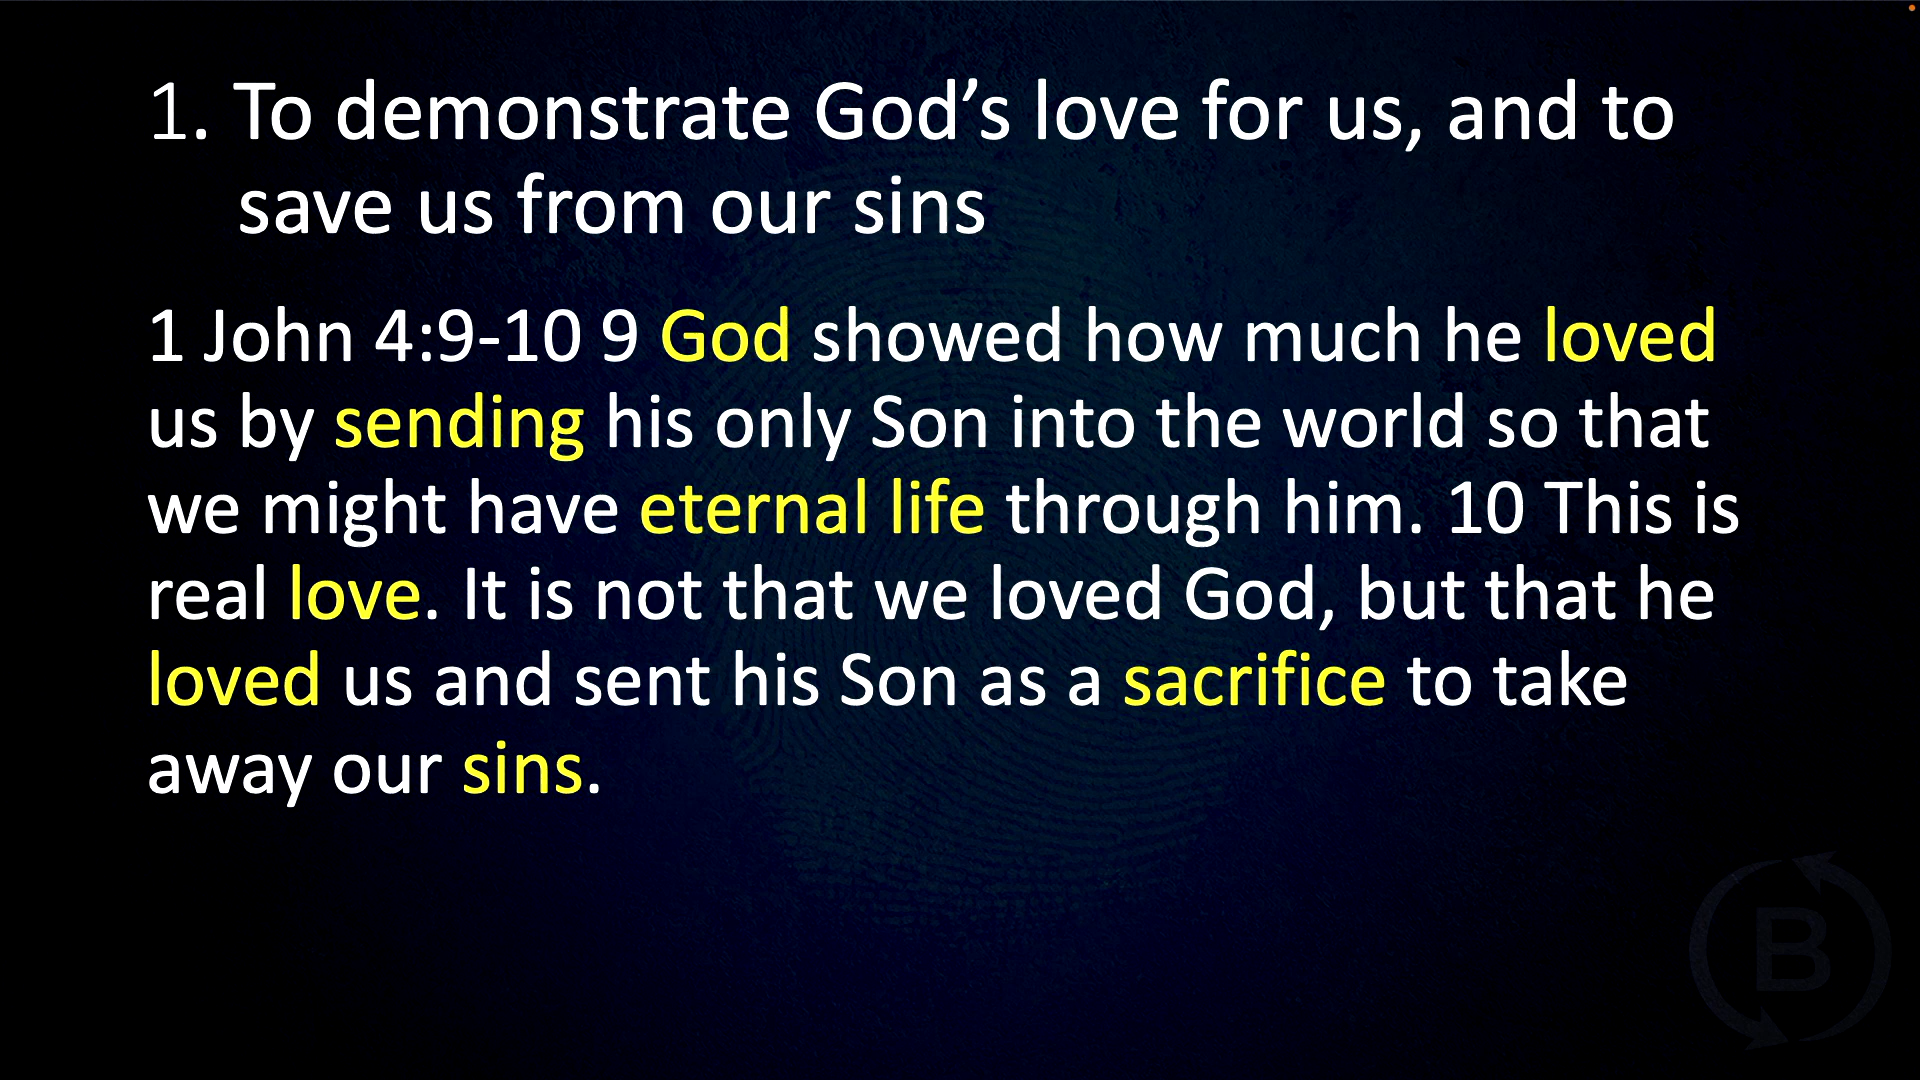 1. To demonstrate God’s love for us, and to
save us from our sins
1 John 4:9-10 9 God showed how much he loved
us by sending his only Son into the world so that
we might have eternal life through him. 10 This is
real love. It is not that we loved God, but that he
loved us and sent his Son as a sacrifice to take
away our sins.
B